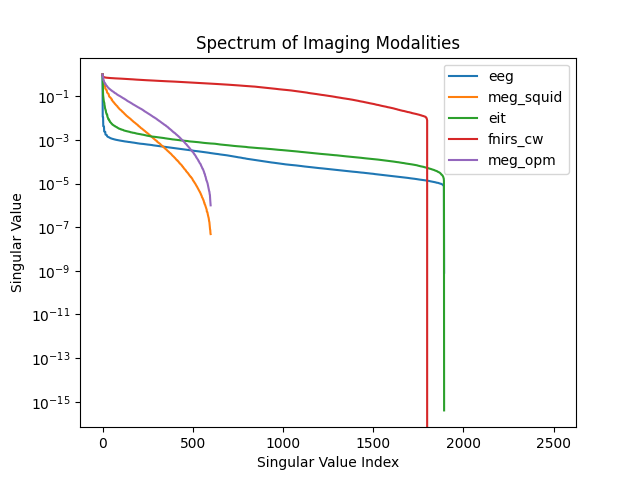 Spectrum of Imaging Modalities
Singular Value
10⁻¹
10⁻³
10⁻⁵
10⁻⁷
10⁻⁹
10⁻¹¹
10⁻¹³
10⁻¹⁵
eeg
meg_squid
eit
fnirs_cw
meg_opm
0 500 1000 1500 2000 2500
Singular Value Index